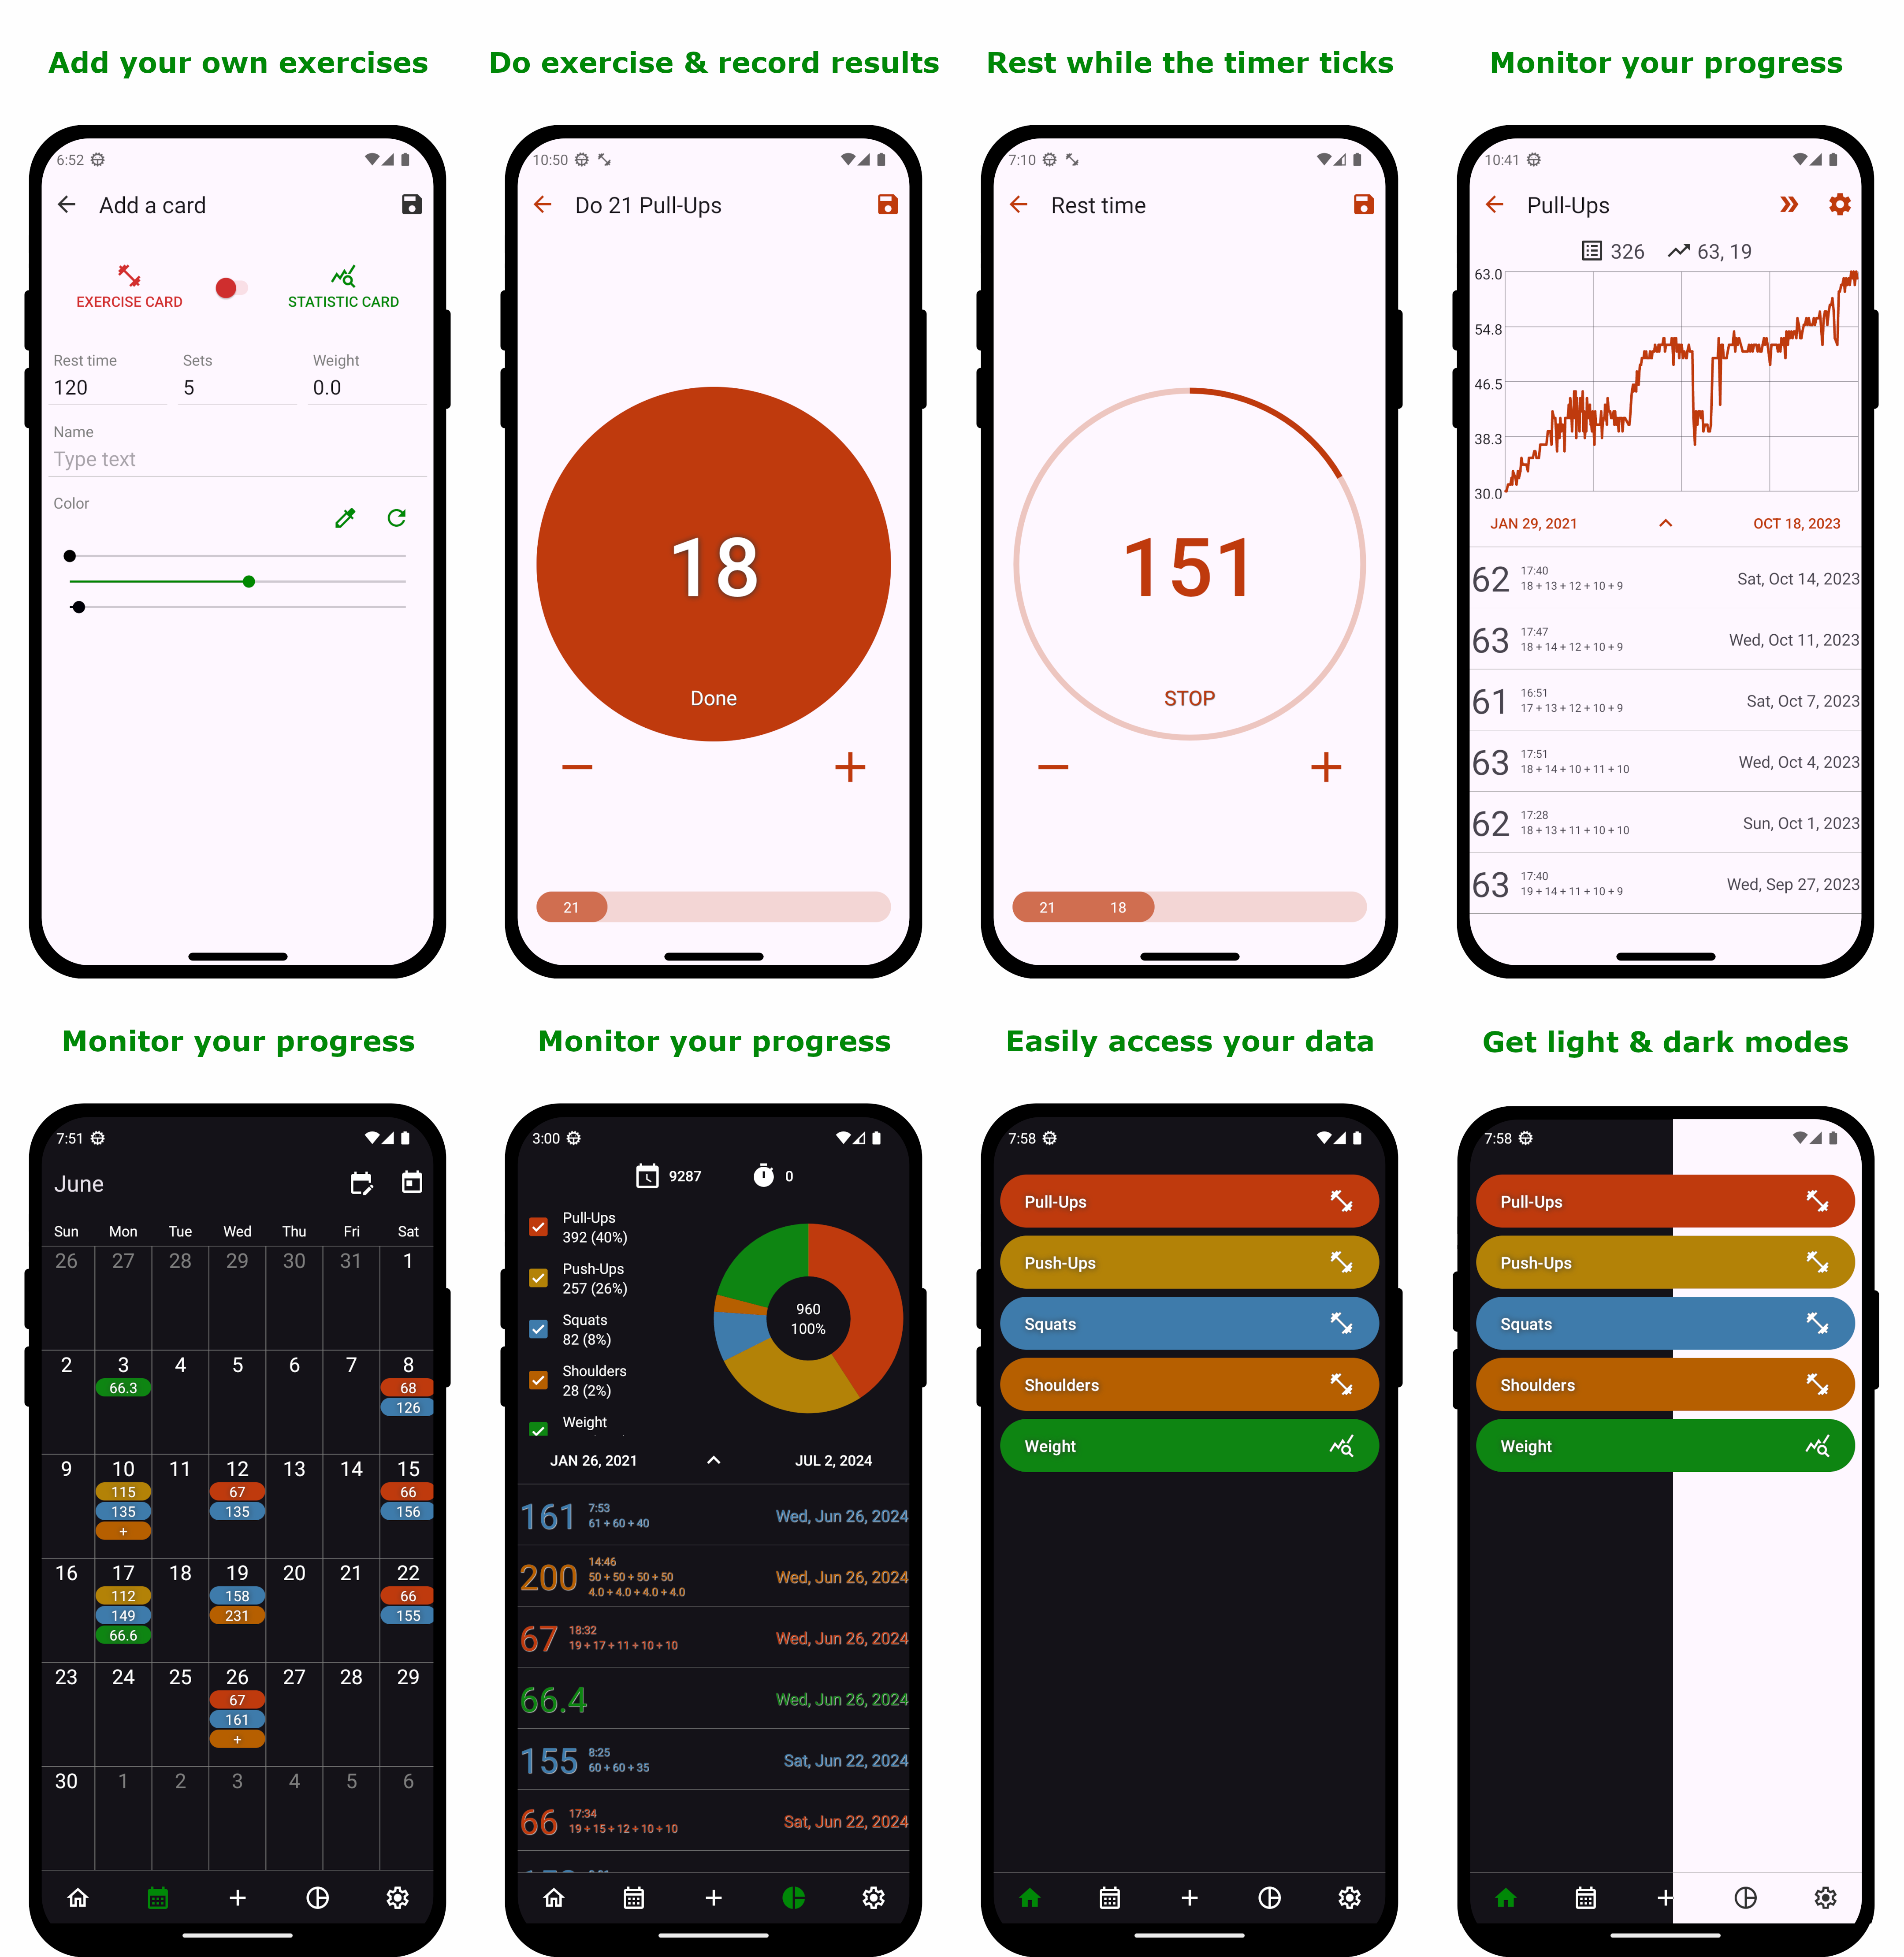 Add your own exercises
6:52
Add a card
EXERCISE CARD
STATISTIC CARD
Rest time
Sets
Weight
120
5
0.0
Name
Type text
Color
Do exercise & record results
10:50
Do 21 Pull-Ups
18
Done
21
Rest while the timer ticks
7:10
Rest time
151
STOP
21 18
Monitor your progress
10:41
Pull-Ups
326 63, 19
63.0
54.8
46.5
38.3
30.0
JAN 29, 2021
OCT 18, 2023
62 17:40 Sat, Oct 14, 2023
18 + 13 + 12 + 10 + 9
63 17:47 Wed, Oct 11, 2023
18 + 14 + 12 + 10 + 9
61 16:51 Sat, Oct 7, 2023
17 + 13 + 12 + 10 + 9
63 17:51 Wed, Oct 4, 2023
18 + 14 + 10 + 11 + 10
62 17:28 Sun, Oct 1, 2023
18 + 13 + 11 + 10 + 10
63 17:40 Wed, Sep 27, 2023
19 + 14 + 11 + 10 + 9
Monitor your progress
7:51
June
Sun Mon Tue Wed Thu Fri Sat
26 27 28 29 30 31 1
2 3 4 5 6 7 8
66.3 68
126
9 10 11 12 13 14 15
115 67 66
135 135 156
+
16 17 18 19 20 21 22
112 158 66
149 231 155
66.6
23 24 25 26 27 28 29
67
161
+
30 1 2 3 4 5 6
Monitor your progress
3:00
9287 0
Pull-Ups
392 (40%)
Push-Ups
257 (26%)
Squats
82 (8%)
Shoulders
28 (2%)
Weight
960
100%
JAN 26, 2021
JUL 2, 2024
161 7:53 Wed, Jun 26, 2024
61 + 60 + 40
200 14:46 Wed, Jun 26, 2024
50 + 50 + 50 + 50
4.0 + 4.0 + 4.0 + 4.0
67 18:32 Wed, Jun 26, 2024
19 + 17 + 11 + 10 + 10
66.4 Wed, Jun 26, 2024
155 8:25 Sat, Jun 22, 2024
60 + 60 + 35
66 17:34 Sat, Jun 22, 2024
19 + 15 + 12 + 10 + 10
Easily access your data
7:58
Pull-Ups
Push-Ups
Squats
Shoulders
Weight
Get light & dark modes
7:58
Pull-Ups
Push-Ups
Squats
Shoulders
Weight